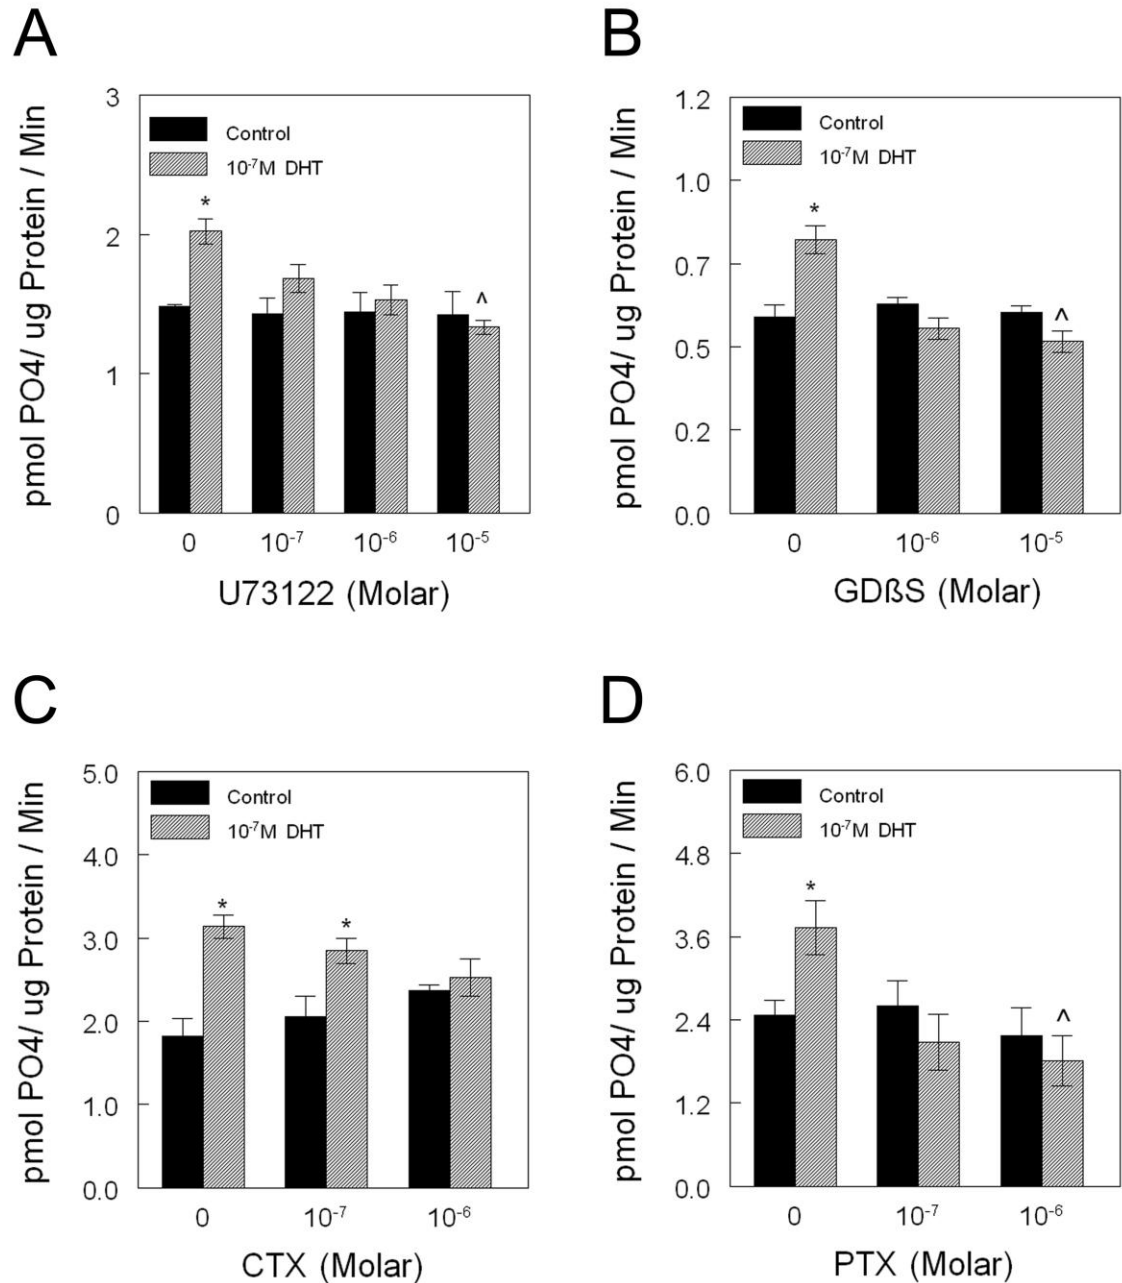 A
pmol PO4/ ug Protein / Min
3
2
1
0
Control
10⁻⁷M DHT
*
^
0 10⁻⁷ 10⁻⁶ 10⁻⁵
U73122 (Molar)
B
pmol PO4/ ug Protein / Min
1.2
1.0
0.7
0.5
0.2
0.0
Control
10⁻⁷M DHT
*
^
0 10⁻⁶ 10⁻⁵
GDßS (Molar)
C
pmol PO4/ ug Protein / Min
5.0
4.0
3.0
2.0
1.0
0.0
Control
10⁻⁷M DHT
*
*
0 10⁻⁷ 10⁻⁶
CTX (Molar)
D
pmol PO4/ ug Protein / Min
6.0
4.8
3.6
2.4
1.2
0.0
Control
10⁻⁷M DHT
*
^
0 10⁻⁷ 10⁻⁶
PTX (Molar)